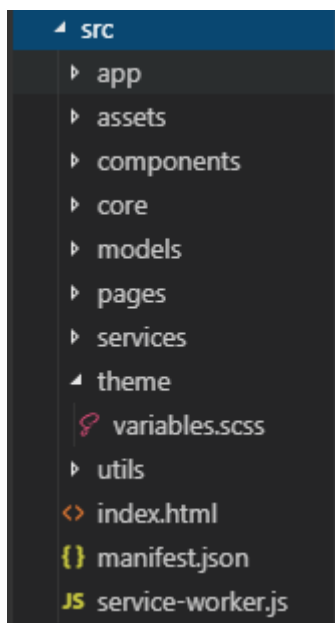 src
app
assets
components
core
models
pages
services
theme
variables.scss
utils
<> index.html
{} manifest.json
JS service-worker.js